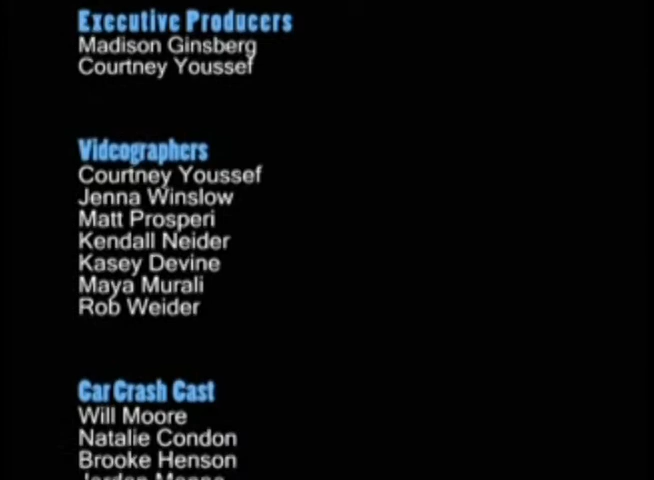 Executive Producers
Madison Ginsberg
Courtney Youssef
Videographers
Courtney Youssef
Jenna Winslow
Matt Prosperi
Kendall Neider
Kasey Devine
Maya Murali
Rob Weider
Car Crash Cast
Will Moore
Natalie Condon
Brooke Henson